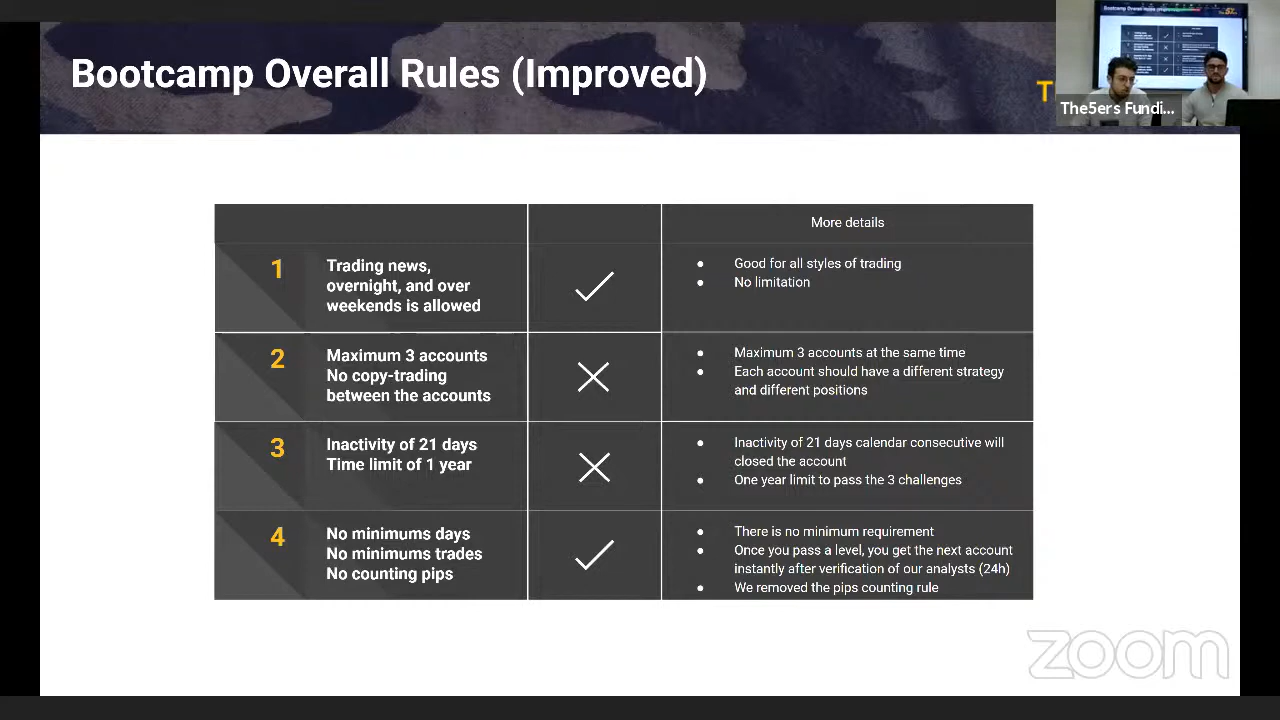 Bootcamp Overall Rules (Improved)
T
The5ers Fundi...
More details
1
Trading news,
overnight, and over
weekends is allowed
● Good for all styles of trading
● No limitation
2
Maximum 3 accounts
No copy-trading
between the accounts
● Maximum 3 accounts at the same time
● Each account should have a different strategy
and different positions
3
Inactivity of 21 days
Time limit of 1 year
● Inactivity of 21 days calendar consecutive will
closed the account
● One year limit to pass the 3 challenges
4
No minimums days
No minimums trades
No counting pips
● There is no minimum requirement
● Once you pass a level, you get the next account
instantly after verification of our analysts (24h)
● We removed the pips counting rule
zoom